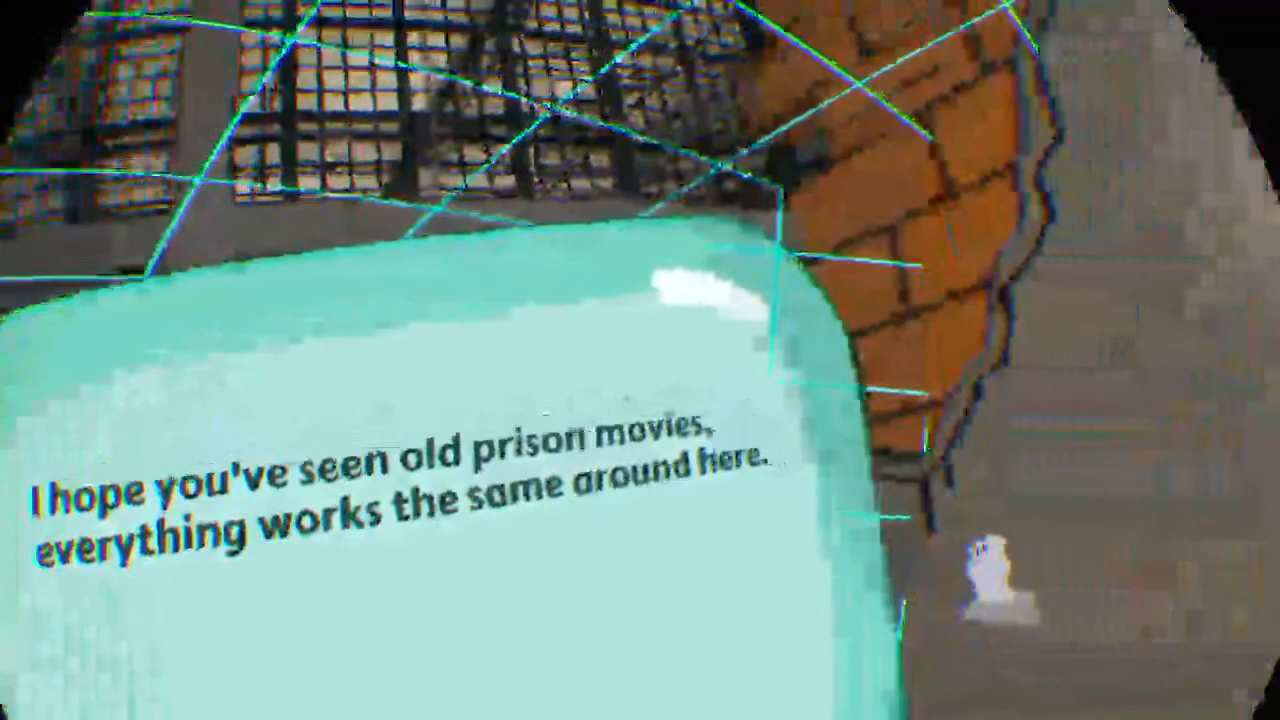 I hope you've seen old prison movies,
everything works the same around here.